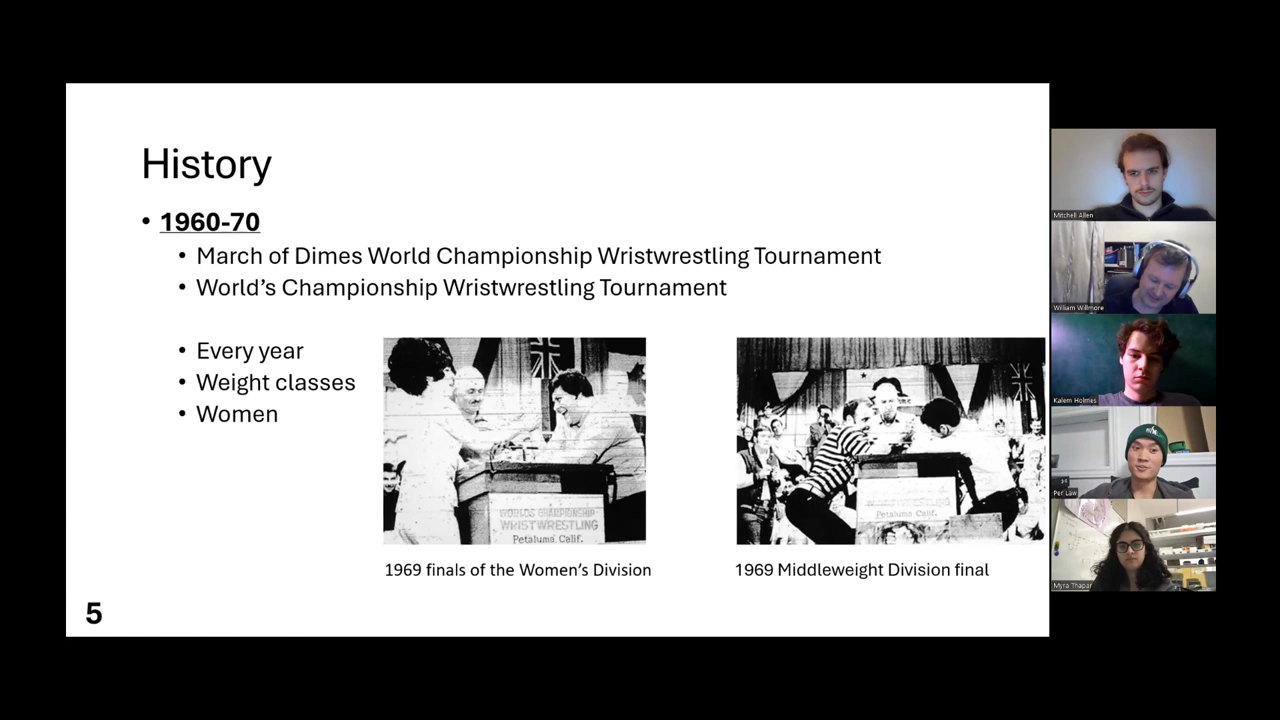 History
• 1960-70
• March of Dimes World Championship Wristwrestling Tournament
• World's Championship Wristwrestling Tournament
• Every year
• Weight classes
• Women
WORLDS CHAMPIONSHIP
WRISTWRESTLING
Petaluma, Calif.
WRISTWRESTLING
Petaluma Calif.
1969 finals of the Women's Division
1969 Middleweight Division final
5
Mitchell Allen
William Willmore
Kalem Holmes
Per Law
Myra Thapar